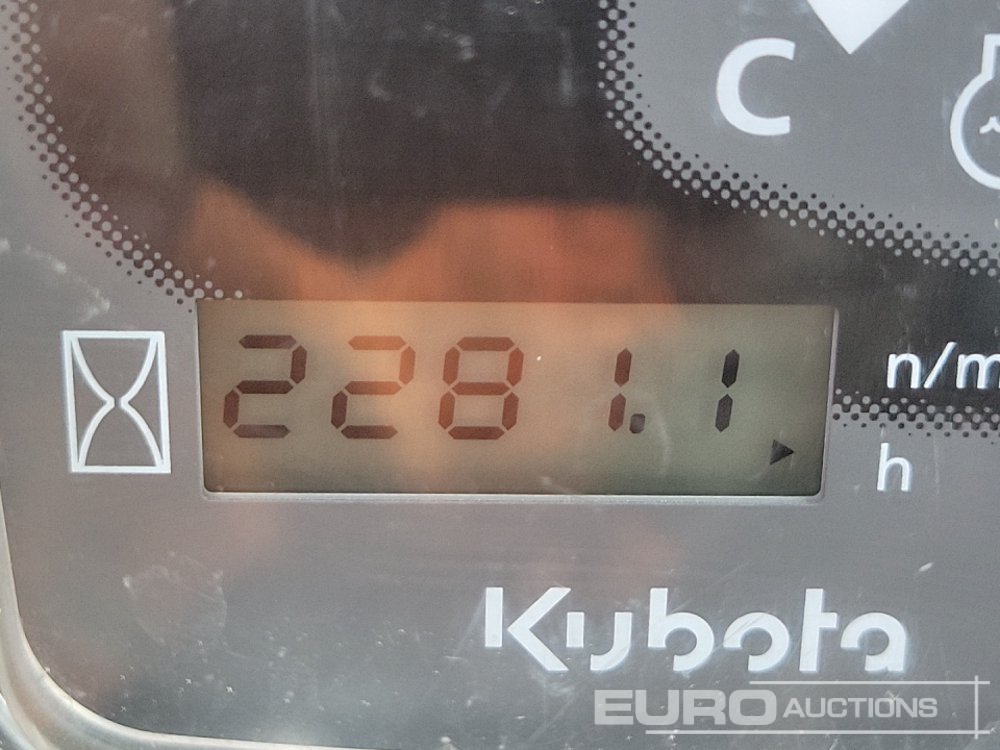 C
2281.1
n/m
h
Kubota
EURO AUCTIONS